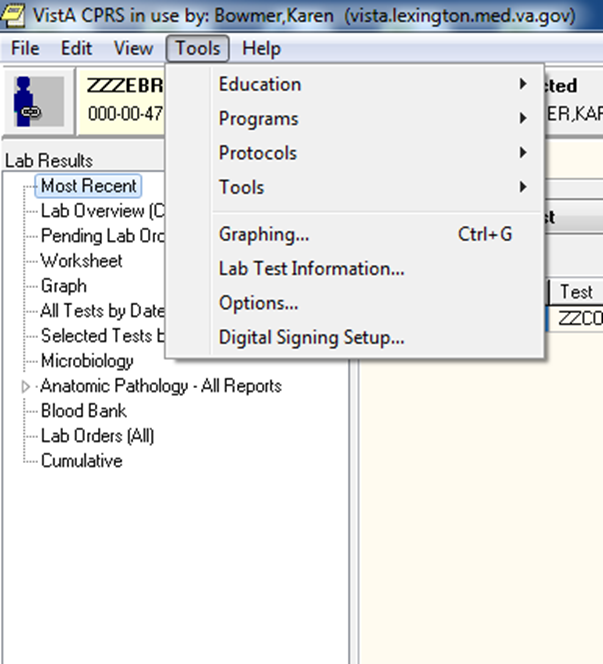 VistA CPRS in use by: Bowmer,Karen (vista.lexington.med.va.gov)
File Edit View Tools Help
ZZZEBR
000-00-47
Education
Programs
Protocols
Tools
Graphing... Ctrl+G
Lab Test Information...
Options...
Digital Signing Setup...
cted
ER,KAR
st
Test
ZZCO
Lab Results
Most Recent
Lab Overview (C
Pending Lab Orc
Worksheet
Graph
All Tests by Date
Selected Tests b
Microbiology
Anatomic Pathology - All Reports
Blood Bank
Lab Orders (All)
Cumulative